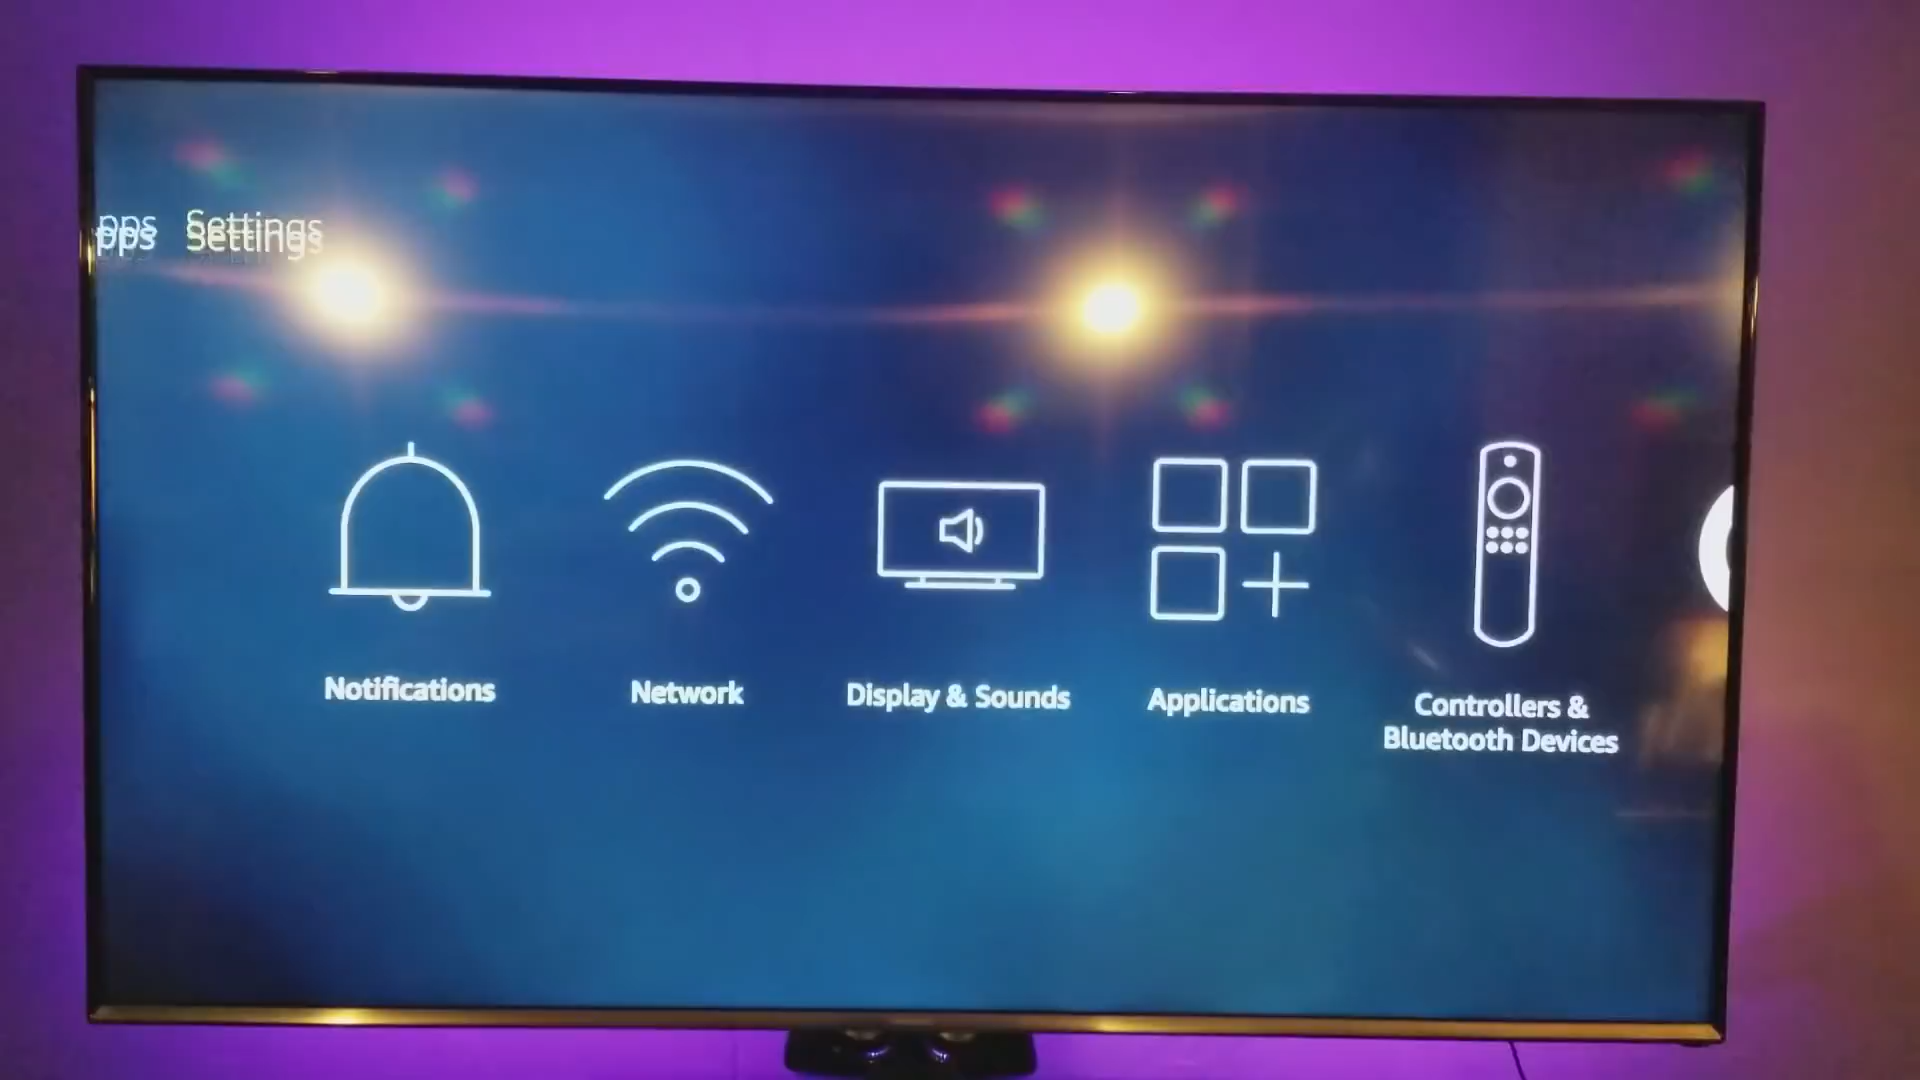 pps Settings
Notifications
Network
Display & Sounds
Applications
Controllers &
Bluetooth Devices